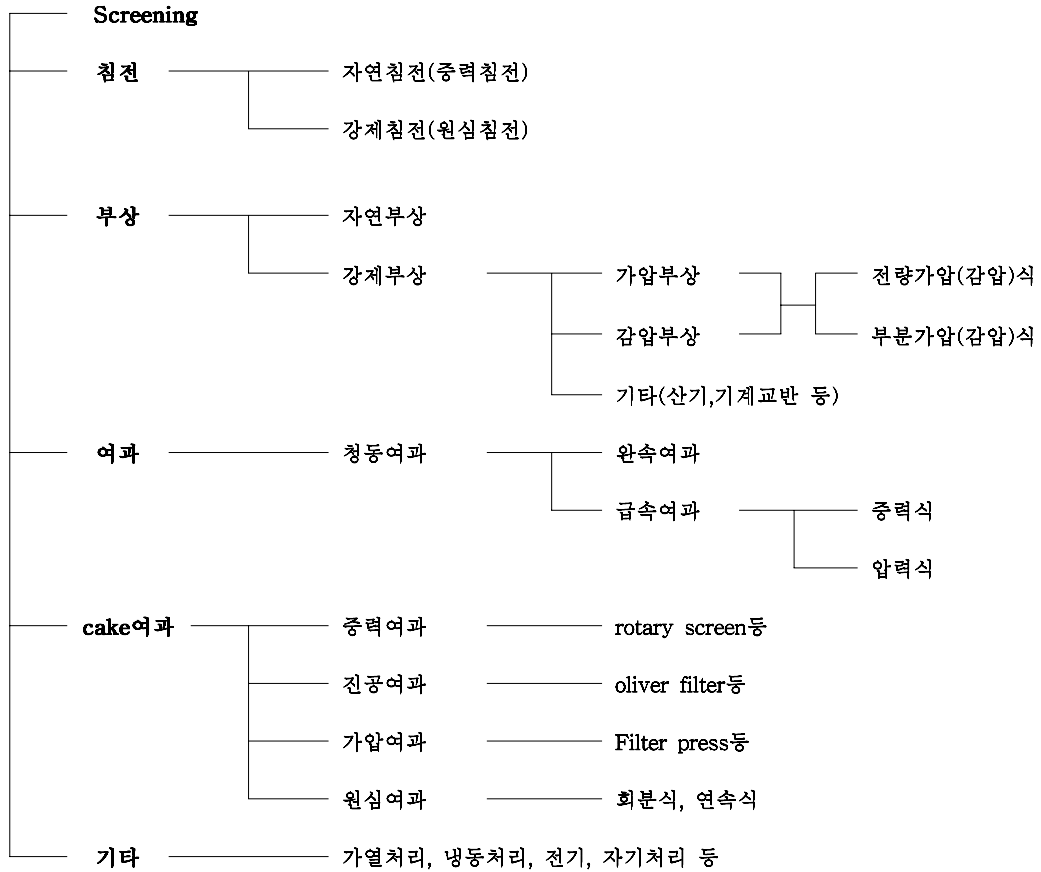 Screening
침전 자연침전(중력침전)
강제침전(원심침전)
부상 자연부상
강제부상 가압부상 전량가압(감압)식
감압부상 부분가압(감압)식
기타(산기,기계교반 등)
여과 청동여과 완속여과
급속여과 중력식
압력식
cake여과 중력여과 rotary screen등
진공여과 oliver filter등
가압여과 Filter press등
원심여과 회분식, 연속식
기타 가열처리, 냉동처리, 전기, 자기처리 등